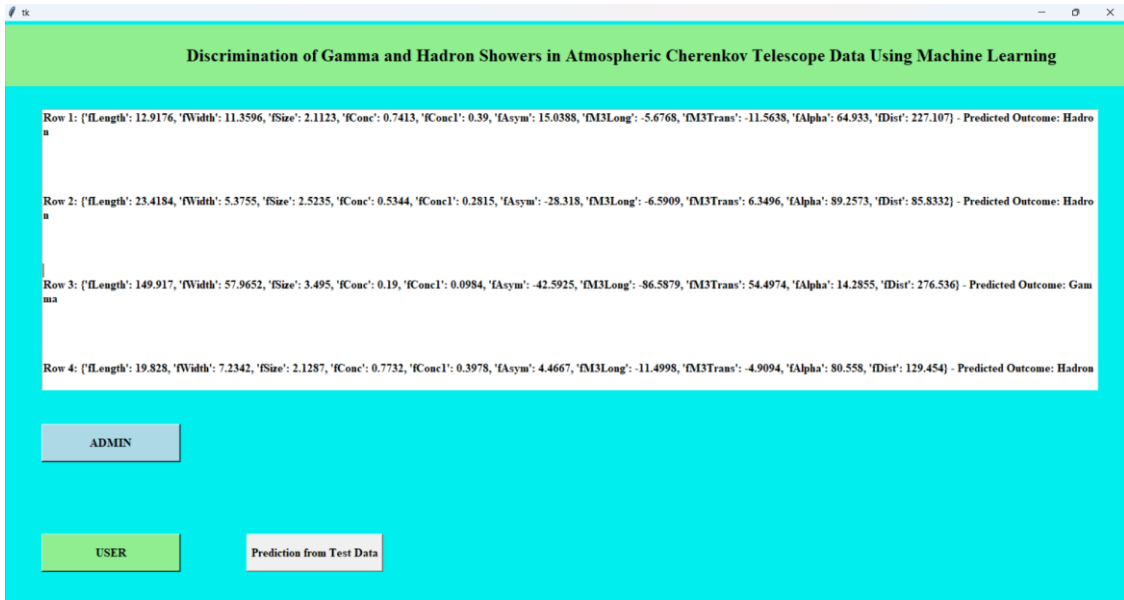 tk
Discrimination of Gamma and Hadron Showers in Atmospheric Cherenkov Telescope Data Using Machine Learning
Row 1: {'fLength': 12.9176, 'fWidth': 11.3596, 'fSize': 2.1123, 'fConc': 0.7413, 'fConc1': 0.39, 'fAsym': 15.0388, 'fM3Long': -5.6768, 'fM3Trans': -11.5638, 'fAlpha': 64.933, 'fDist': 227.107} - Predicted Outcome: Hadro
n
Row 2: {'fLength': 23.4184, 'fWidth': 5.3755, 'fSize': 2.5235, 'fConc': 0.5344, 'fConc1': 0.2815, 'fAsym': -28.318, 'fM3Long': -6.5909, 'fM3Trans': 6.3496, 'fAlpha': 89.2573, 'fDist': 85.8332} - Predicted Outcome: Hadro
n
Row 3: {'fLength': 149.917, 'fWidth': 57.9652, 'fSize': 3.495, 'fConc': 0.19, 'fConc1': 0.0984, 'fAsym': -42.5925, 'fM3Long': -86.5879, 'fM3Trans': 54.4974, 'fAlpha': 14.2855, 'fDist': 276.536} - Predicted Outcome: Gam
ma
Row 4: {'fLength': 19.828, 'fWidth': 7.2342, 'fSize': 2.1287, 'fConc': 0.7732, 'fConc1': 0.3978, 'fAsym': 4.4667, 'fM3Long': -11.4998, 'fM3Trans': -4.9094, 'fAlpha': 80.558, 'fDist': 129.454} - Predicted Outcome: Hadron
ADMIN
USER
Prediction from Test Data